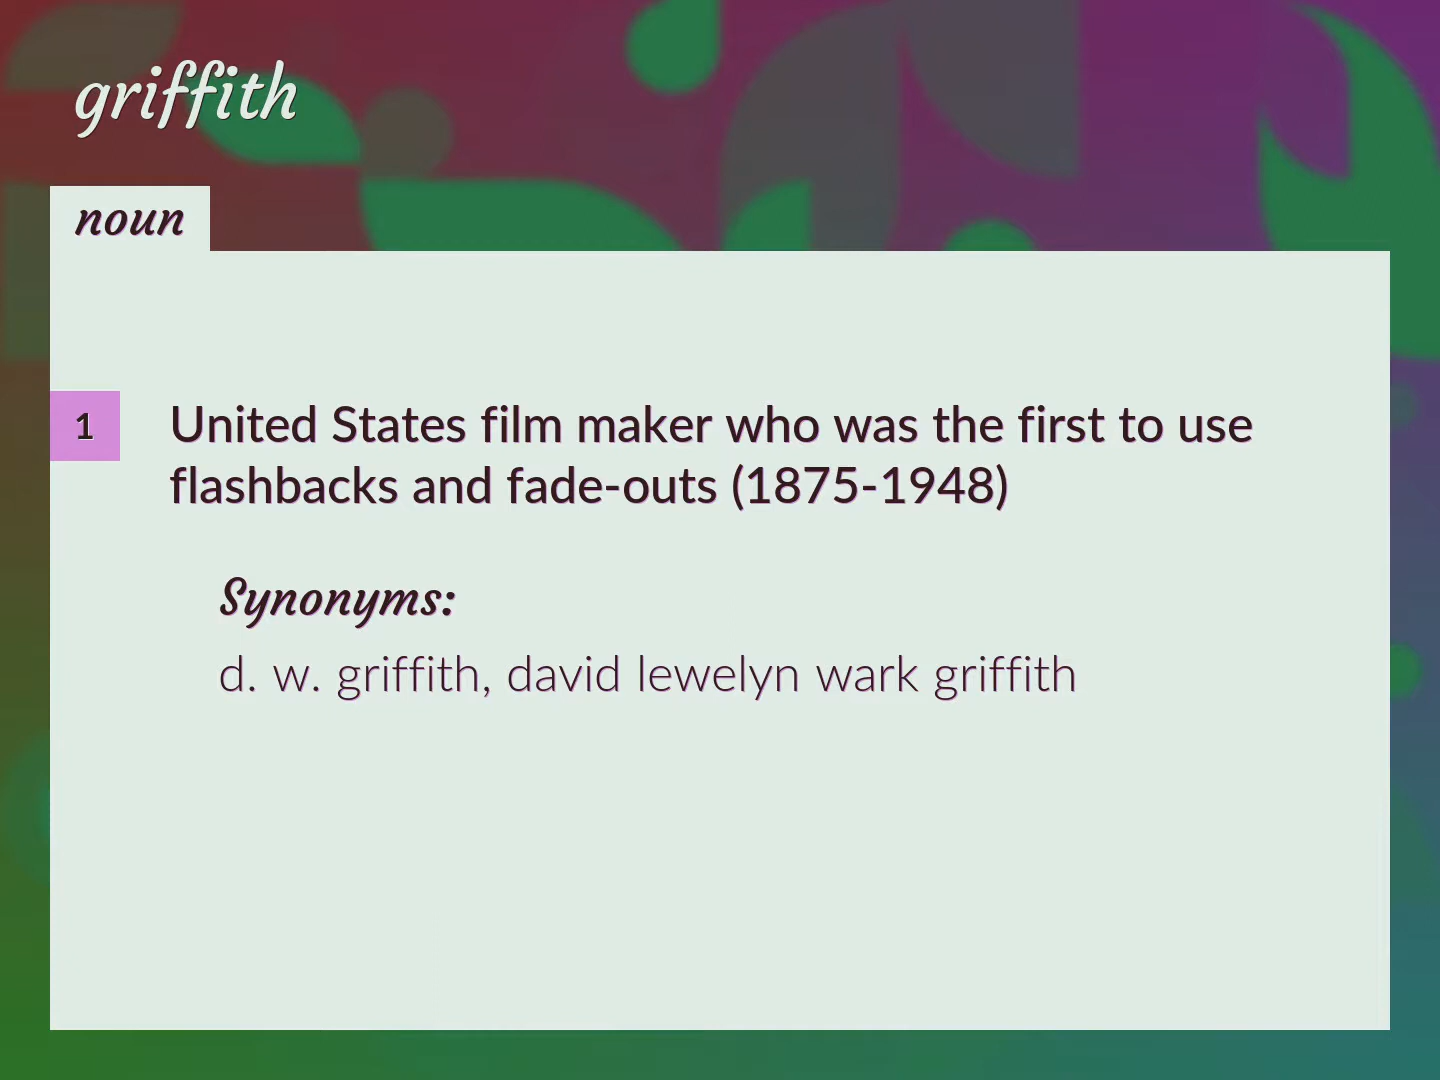 griffith
noun
1
United States film maker who was the first to use
flashbacks and fade-outs (1875-1948)
Synonyms:
d. w. griffith, david lewelyn wark griffith